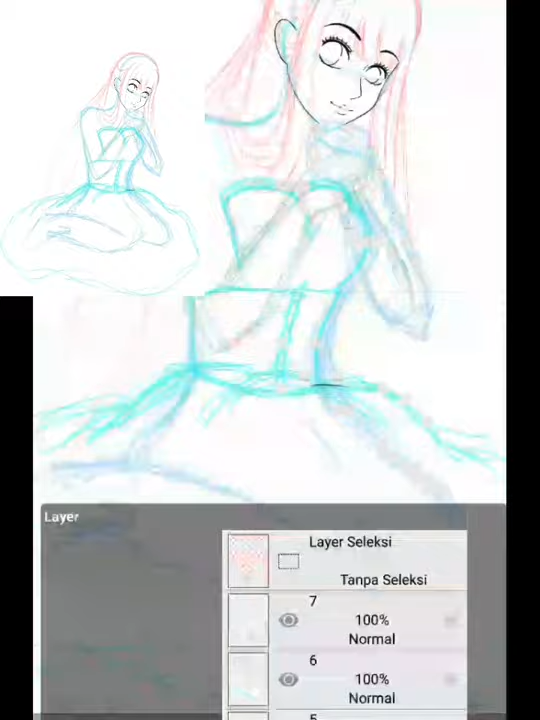 Layer
Layer Seleksi
Tanpa Seleksi
7
100%
Normal
6
100%
Normal
5